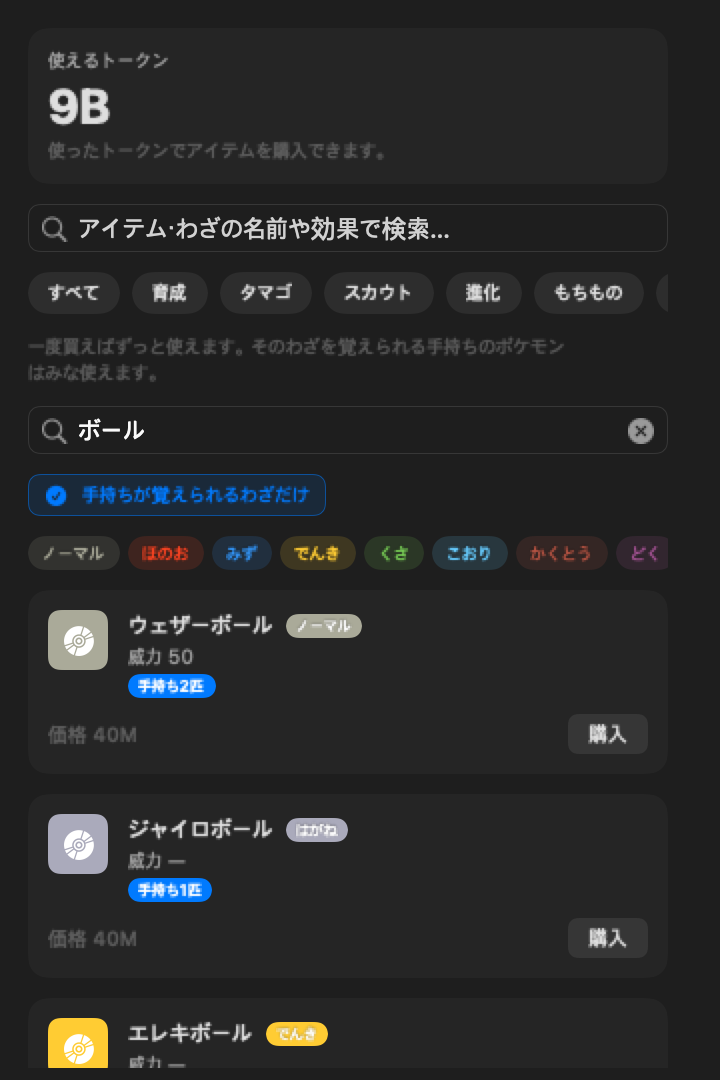 使えるトークン
9B
使ったトークンでアイテムを購入できます。
アイテム·わざの名前や効果で検索...
すべて 育成 タマゴ スカウト 進化 もちもの
一度買えばずっと使えます。そのわざを覚えられる手持ちのポケモン
はみな使えます。
ボール
手持ちが覚えられるわざだけ
ノーマル ほのお みず でんき くさ こおり かくとう どく
ウェザーボール ノーマル
威力 50
手持ち2匹
価格 40M 購入
ジャイロボール はがね
威力 —
手持ち1匹
価格 40M 購入
エレキボール でんき
威力 —